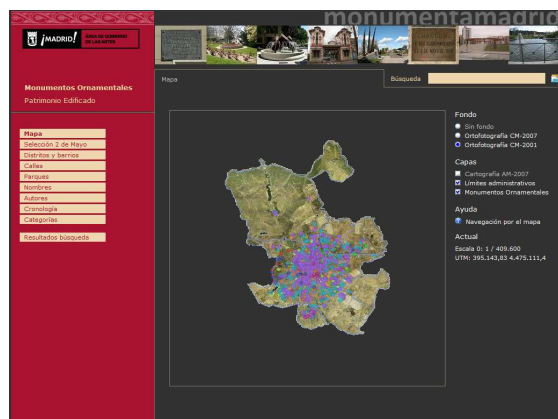 monumentamadrid
¡MADRID!
ÁREA DE GOBIERNO
DE LAS ARTES
Monumentos Ornamentales
Patrimonio Edificado
Mapa
Búsqueda
Mapa
Selección 2 de Mayo
Distritos y barrios
Calles
Parques
Nombres
Autores
Cronología
Categorías
Resultados búsqueda
Fondo
Sin fondo
Ortofotografía CM-2007
Ortofotografía CM-2001
Capas
Cartografía AM-2007
Límites administrativos
Monumentos Ornamentales
Ayuda
Navegación por el mapa
Actual
Escala 0: 1 / 409.600
UTM: 395.143,83 4.475.111,4